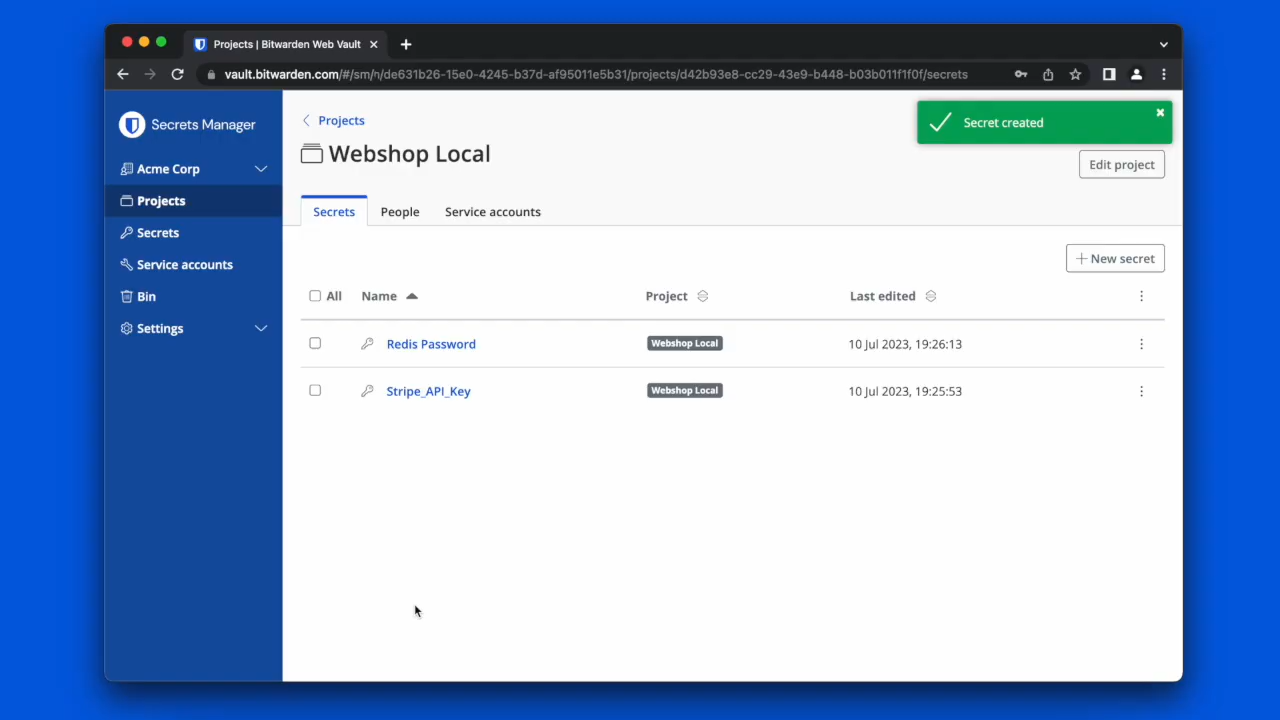 Projects | Bitwarden Web Vault
vault.bitwarden.com/#/sm/n/de631b26-15e0-4245-b37d-af95011e5b31/projects/d42b93e8-cc29-43e9-b448-b03b011f1f0f/secrets
Secrets Manager
Acme Corp
Projects
Secrets
Service accounts
Bin
Settings
Projects
Webshop Local
Secret created
Edit project
Secrets People Service accounts
New secret
All Name Project Last edited
Redis Password Webshop Local 10 Jul 2023, 19:26:13
Stripe_API_Key Webshop Local 10 Jul 2023, 19:25:53